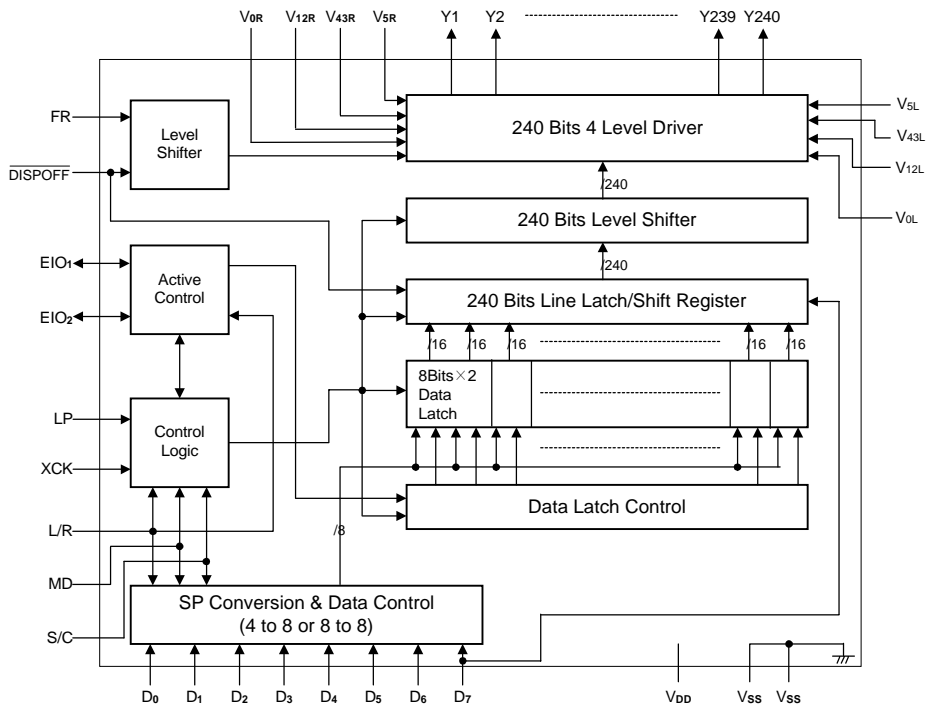 V0R V12R V43R V5R Y1 Y2 Y239 Y240
FR
Level
Shifter
240 Bits 4 Level Driver
V5L
V43L
V12L
V0L
DISPOFF
/240
240 Bits Level Shifter
/240
EIO1
Active
Control
EIO2
240 Bits Line Latch/Shift Register
/16 /16 /16 /16 /16
8Bits×2
Data
Latch
LP
Control
Logic
XCK
Data Latch Control
L/R
/8
MD
SP Conversion & Data Control
(4 to 8 or 8 to 8)
S/C
D0 D1 D2 D3 D4 D5 D6 D7 VDD VSS VSS